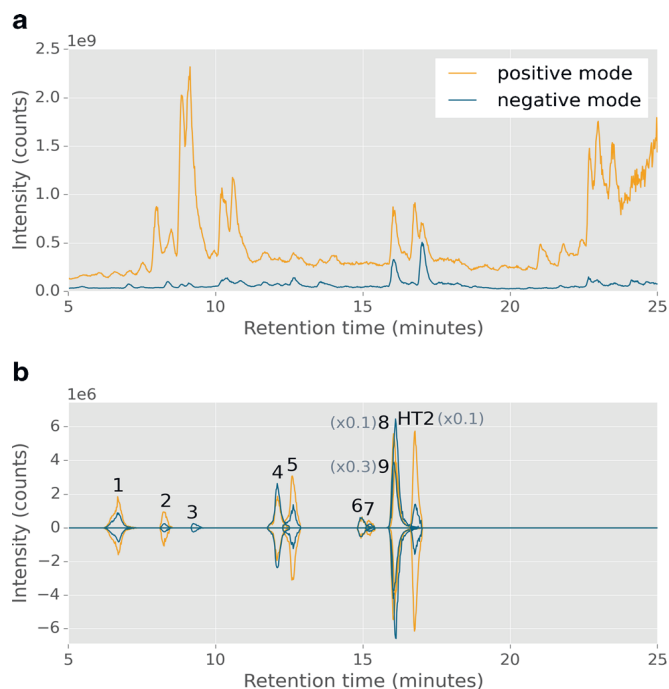 a
1e9
2.5
2.0
1.5
1.0
0.5
0.0
Intensity (counts)
positive mode
negative mode
5 10 15 20 25
Retention time (minutes)
b
1e6
6
4
2
0
−2
−4
−6
Intensity (counts)
1
2
3
4
5
6
7
(x0.1) 8 HT2 (x0.1)
(x0.3) 9
5 10 15 20 25
Retention time (minutes)